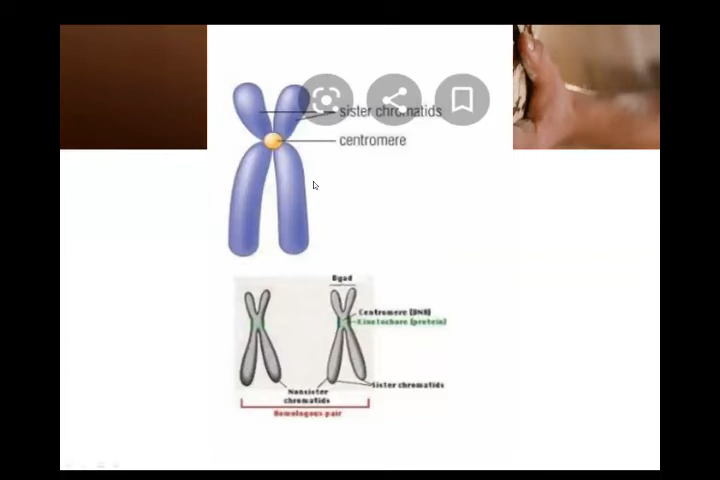 sister chromatids
centromere
Dyad
Centromere (DNA)
Kinetochore (protein)
Sister chromatids
Nonsister
chromatids
Homologous pair